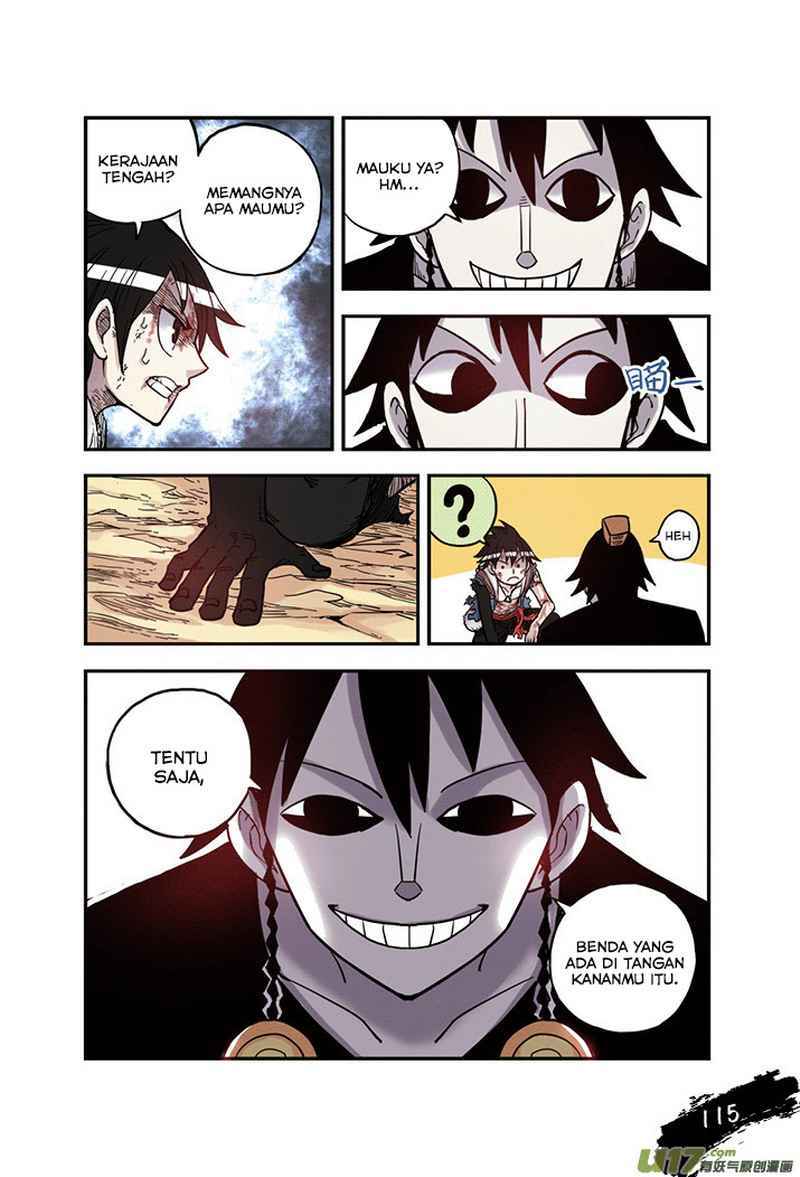 KERAJAAN
TENGAH?
MEMANGNYA
APA MAUMU?
MAUKU YA?
HM...
瞄一
?
HEH
TENTU
SAJA,
BENDA YANG
ADA DI TANGAN
KANANMU ITU.
115
U17.com
有妖气原创漫画